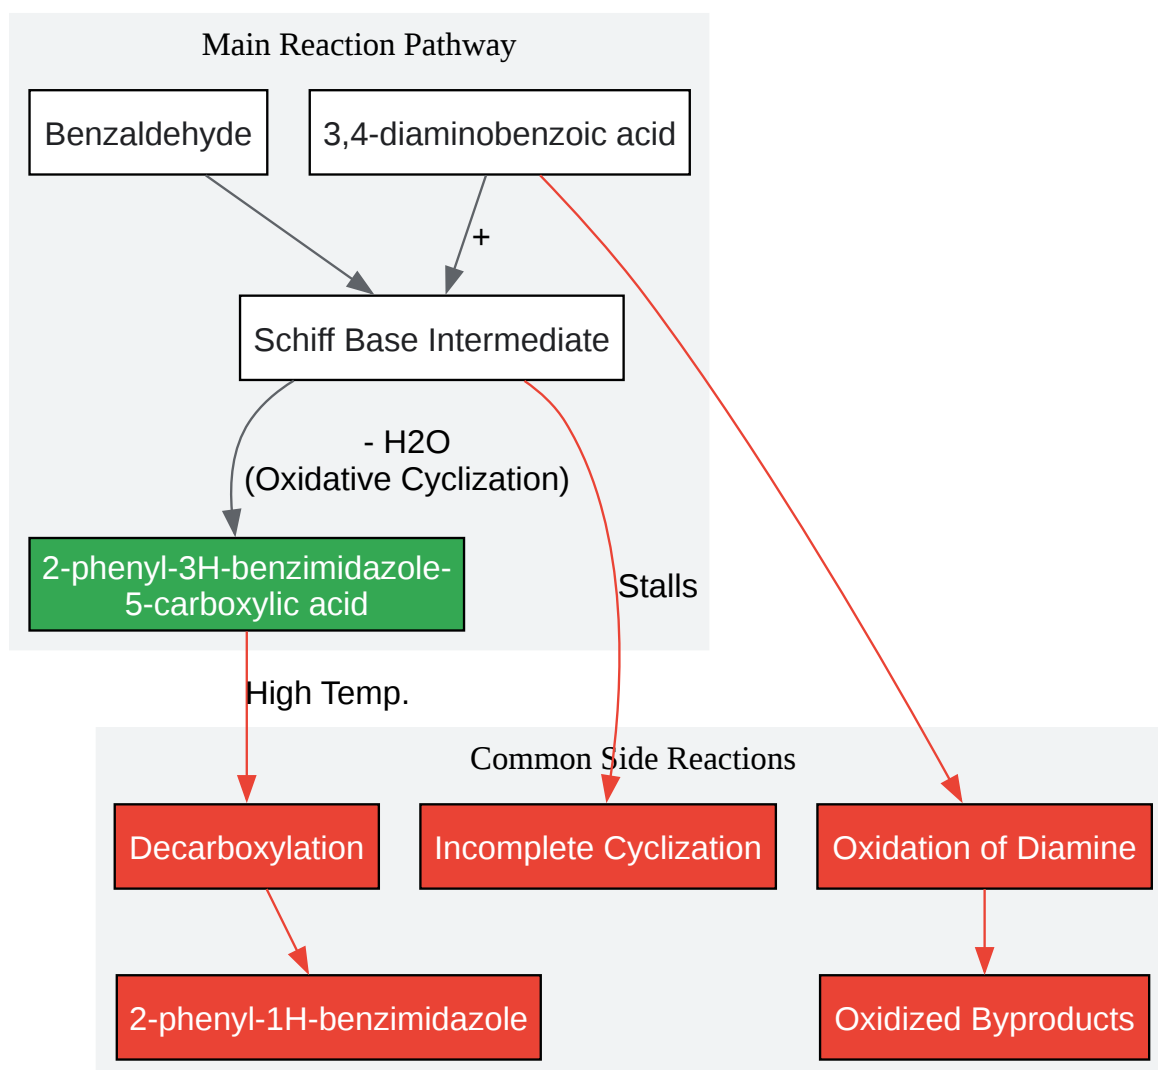 Main Reaction Pathway
Benzaldehyde
3,4-diaminobenzoic acid
+
Schiff Base Intermediate
- H2O
(Oxidative Cyclization)
2-phenyl-3H-benzimidazole-
5-carboxylic acid
Stalls
High Temp.
Common Side Reactions
Decarboxylation
Incomplete Cyclization
Oxidation of Diamine
2-phenyl-1H-benzimidazole
Oxidized Byproducts